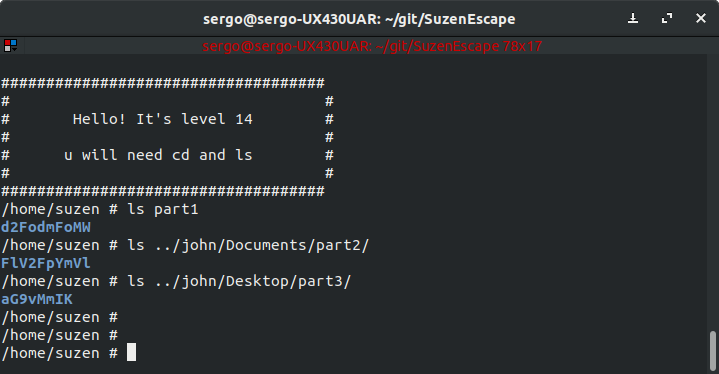 sergo@sergo-UX430UAR: ~/git/SuzenEscape
sergo@sergo-UX430UAR: ~/git/SuzenEscape 78x17
####################################
#                                   #
#       Hello! It's level 14        #
#                                   #
#      u will need cd and ls        #
#                                   #
####################################
/home/suzen # ls part1
d2FodmFoMW
/home/suzen # ls ../john/Documents/part2/
FlV2FpYmVl
/home/suzen # ls ../john/Desktop/part3/
aG9vMmIK
/home/suzen #
/home/suzen #
/home/suzen #